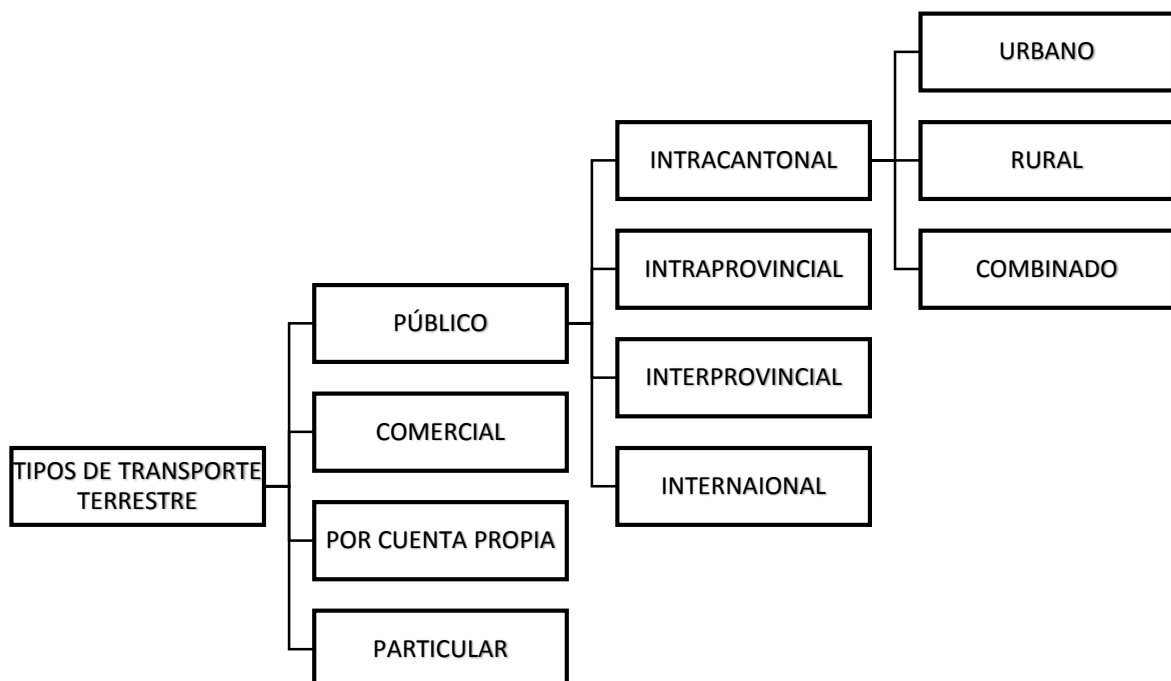 TIPOS DE TRANSPORTE
TERRESTRE
PÚBLICO
INTRACANTONAL
URBANO
RURAL
COMBINADO
INTRAPROVINCIAL
INTERPROVINCIAL
INTERNAIONAL
COMERCIAL
POR CUENTA PROPIA
PARTICULAR